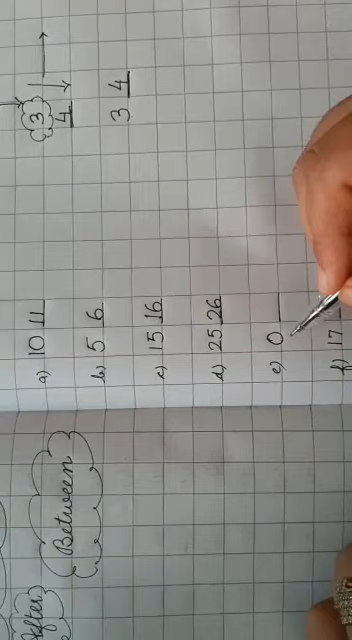 3
4
3 4
a) 10 11
b) 5 6
c) 15 16
d) 25 26
e) 0 _
f) 17 _
After
Between